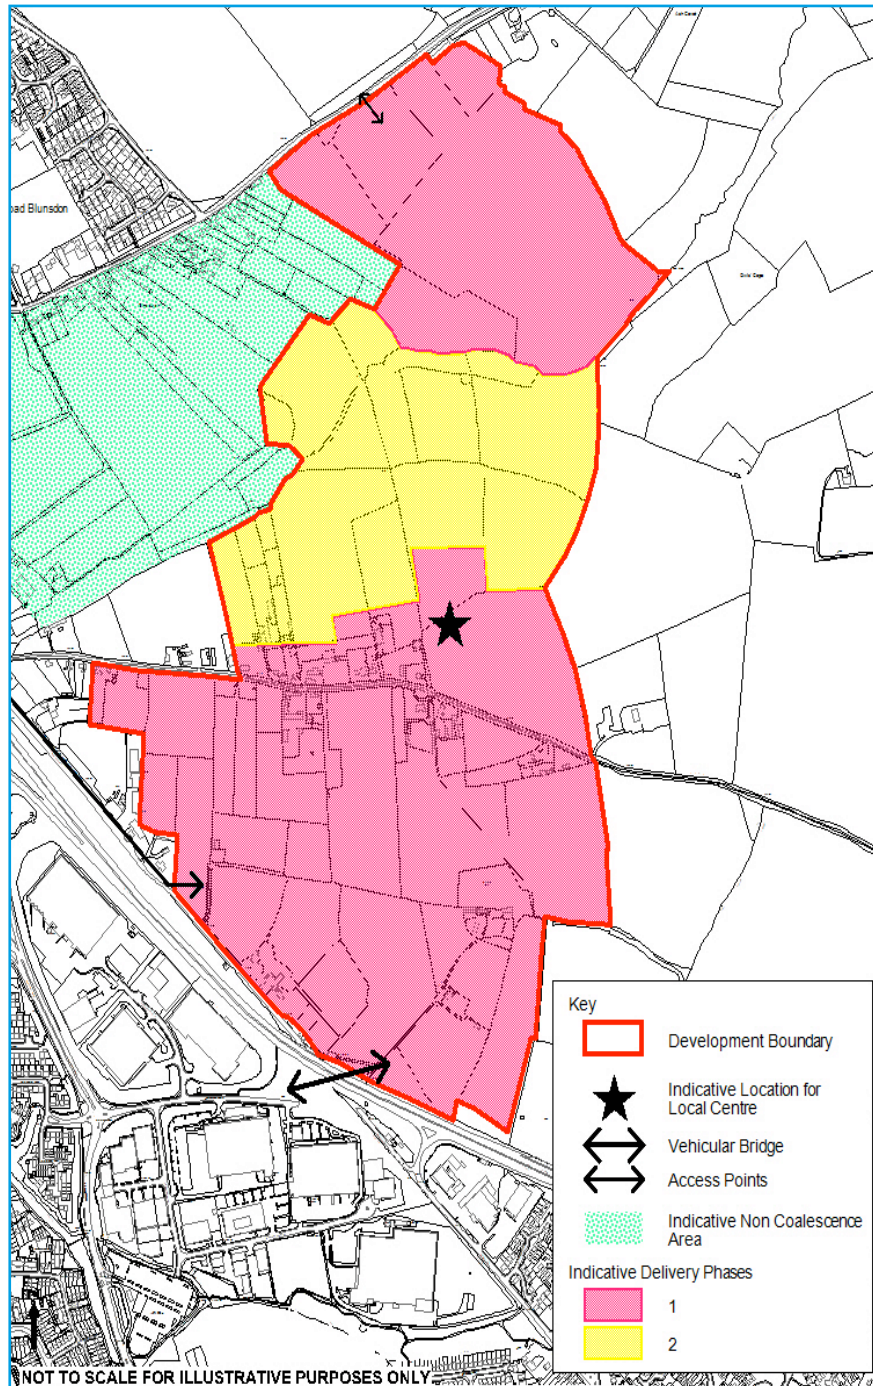 oad Blunsdon
Key
Development Boundary
Indicative Location for
Local Centre
Vehicular Bridge
Access Points
Indicative Non Coalescence
Area
Indicative Delivery Phases
1
2
NOT TO SCALE FOR ILLUSTRATIVE PURPOSES ONLY